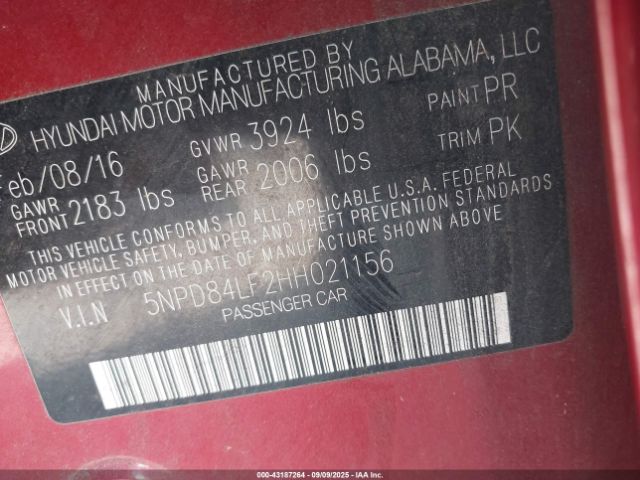 MANUFACTURED BY
HYUNDAI MOTOR MANUFACTURING ALABAMA, LLC
eb/08/16 GVWR 3924 lbs PAINT PR
GAWR FRONT 2183 lbs GAWR REAR 2006 lbs TRIM PK
THIS VEHICLE CONFORMS TO ALL APPLICABLE U.S.A. FEDERAL
MOTOR VEHICLE SAFETY, BUMPER, AND THEFT PREVENTION STANDARDS
IN EFFECT ON THE DATE OF MANUFACTURE SHOWN ABOVE
V.I.N 5NPD84LF2HH021156
PASSENGER CAR
000-43187264 - 09/09/2025 - IAAI.COM